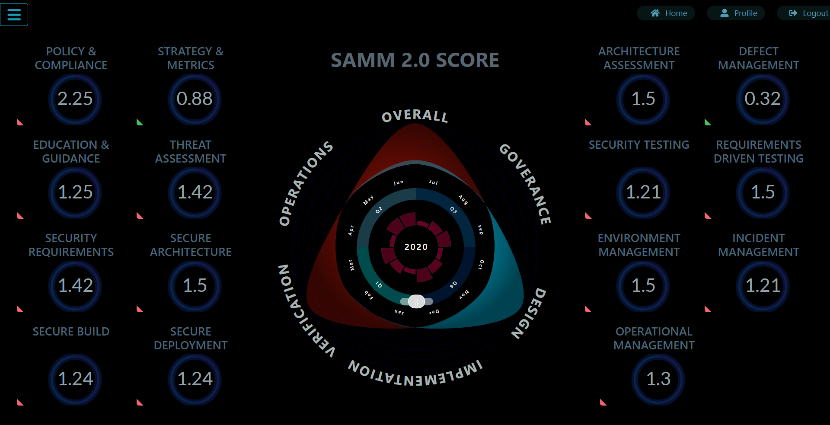 Home
Profile
Logout
POLICY &
COMPLIANCE
2.25
STRATEGY &
METRICS
0.88
EDUCATION &
GUIDANCE
1.25
THREAT
ASSESSMENT
1.42
SECURITY
REQUIREMENTS
1.42
SECURE
ARCHITECTURE
1.5
SECURE BUILD
1.24
SECURE
DEPLOYMENT
1.24
SAMM 2.0 SCORE
OVERALL
GOVERANCE
DESIGN
IMPLEMENTATION
VERIFICATION
OPERATIONS
Jan
Feb
Mar
Apr
May
Jun
Jul
Aug
Sep
Oct
Nov
Dec
Q1
Q2
Q3
Q4
2020
ARCHITECTURE
ASSESSMENT
1.5
DEFECT
MANAGEMENT
0.32
SECURITY TESTING
1.21
REQUIREMENTS
DRIVEN TESTING
1.5
ENVIRONMENT
MANAGEMENT
1.5
INCIDENT
MANAGEMENT
1.21
OPERATIONAL
MANAGEMENT
1.3